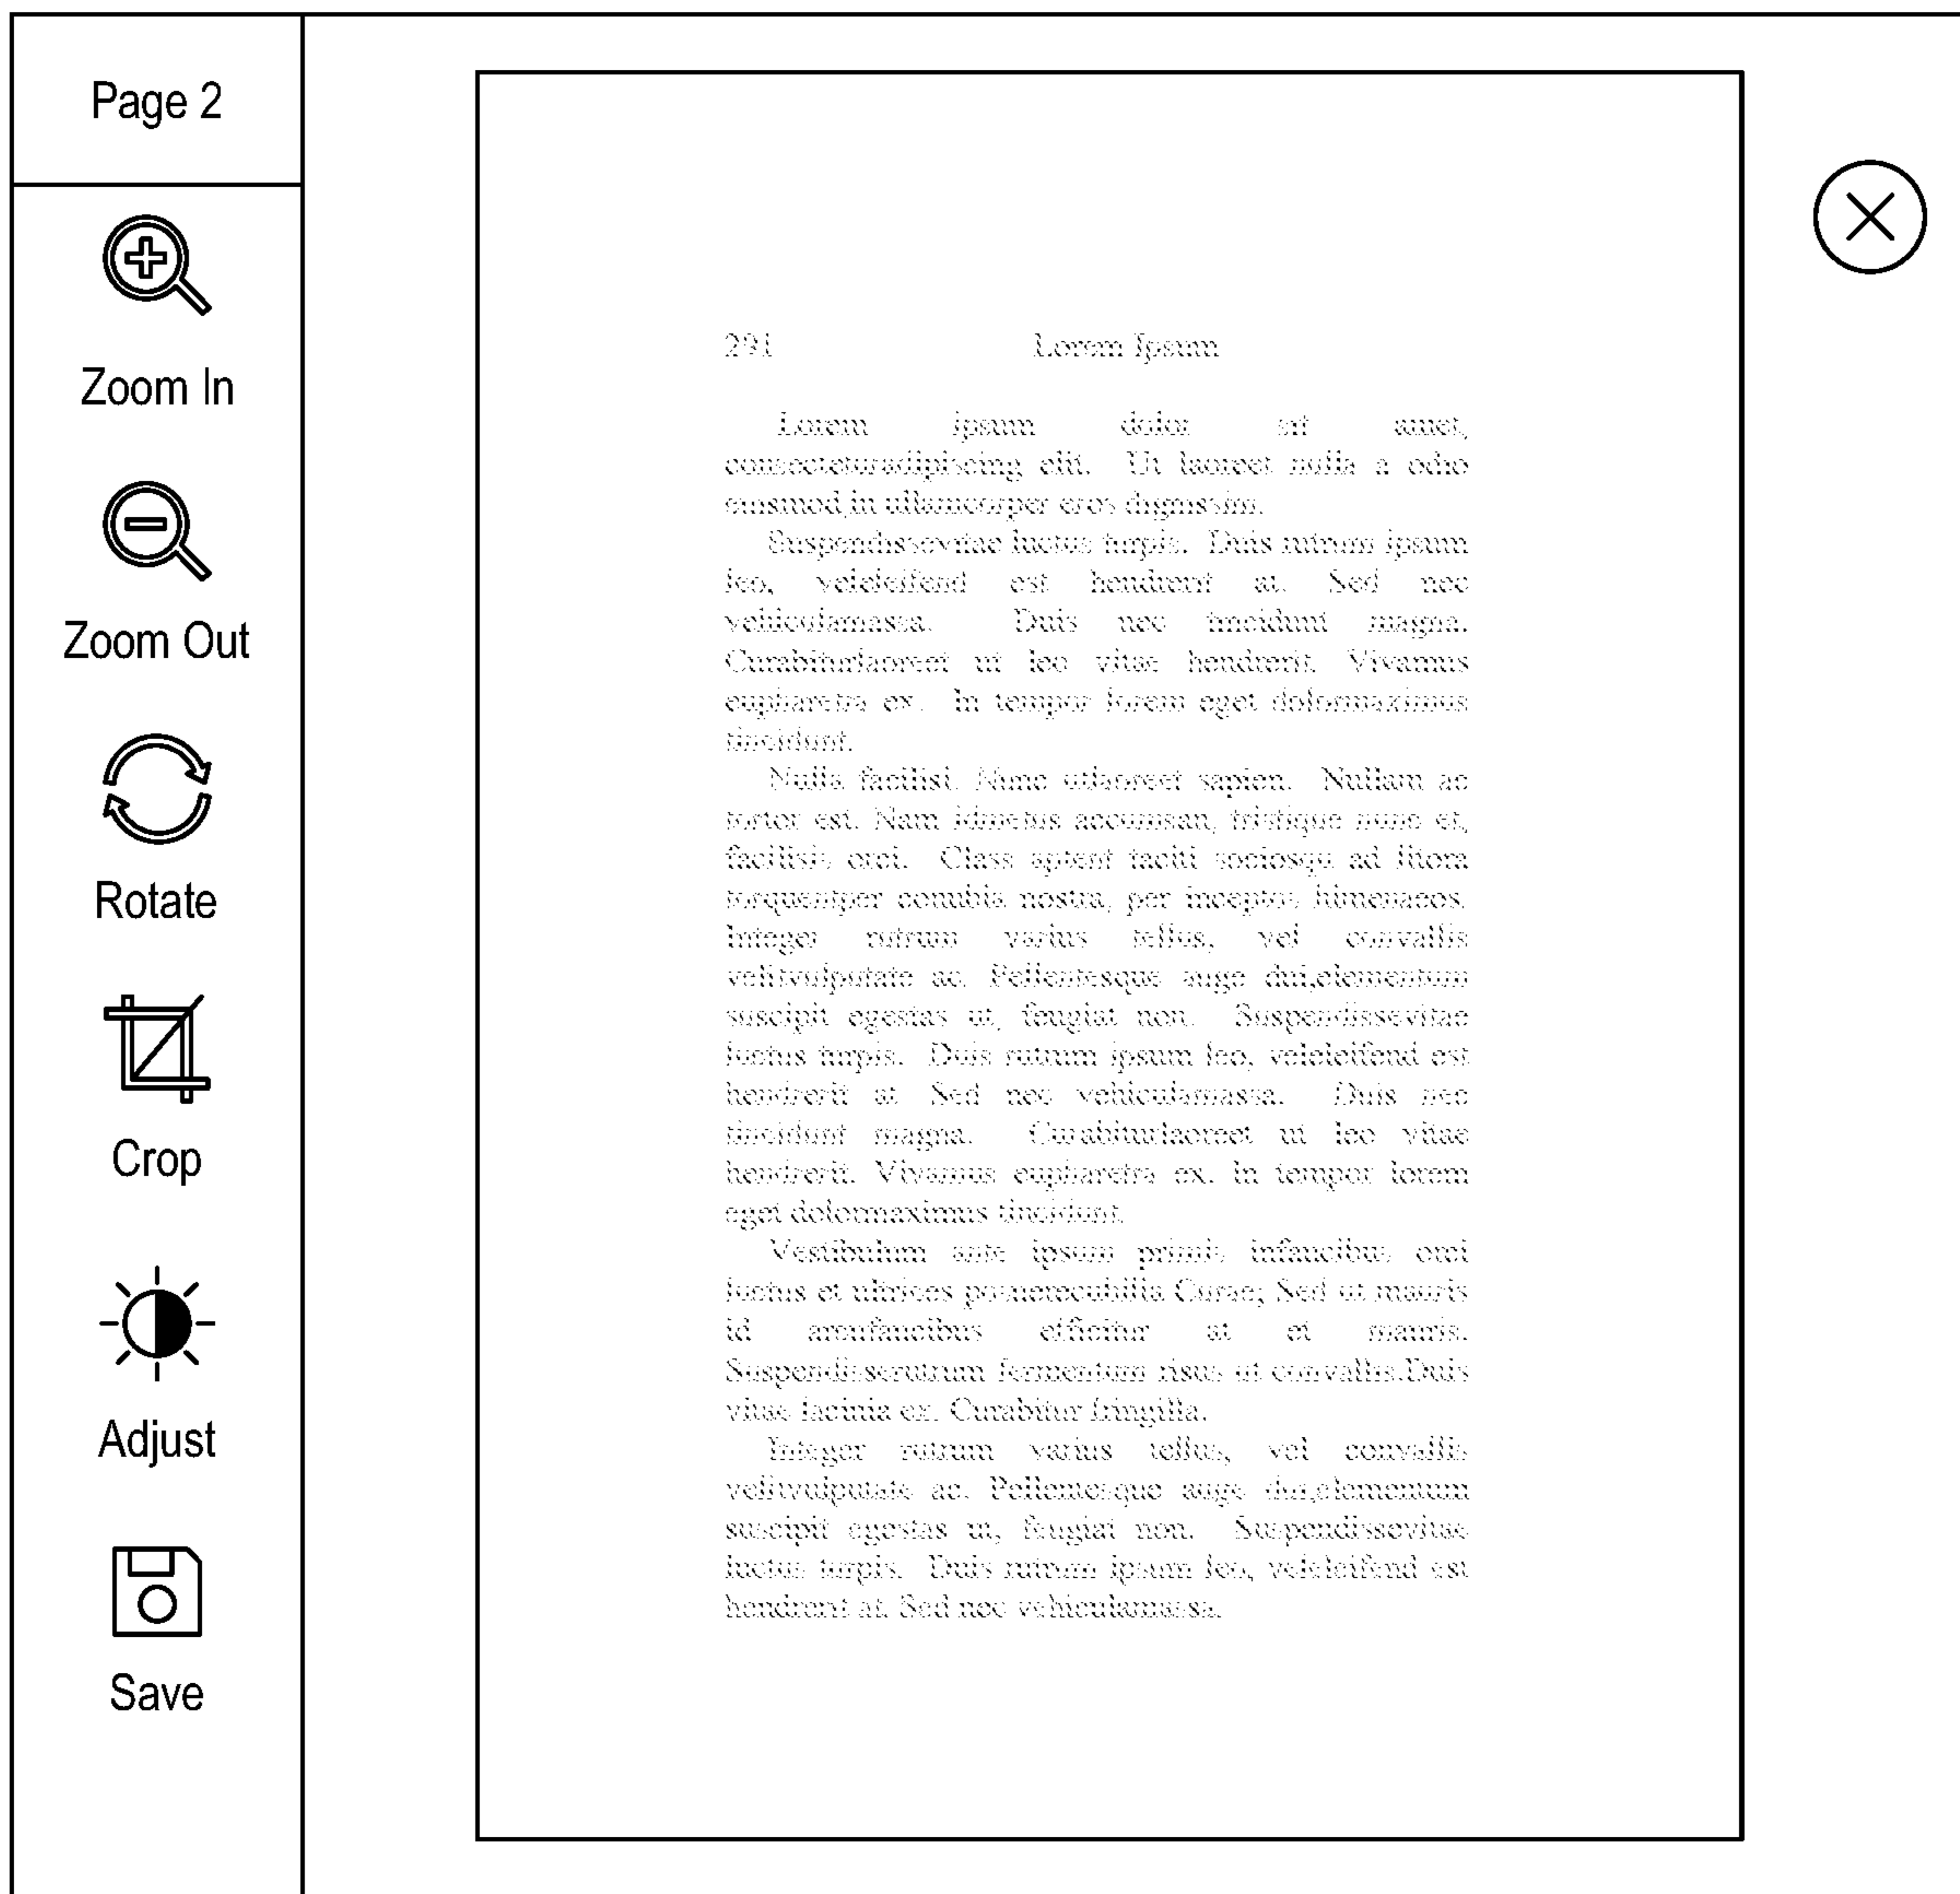 Page 2
Zoom In
Zoom Out
Rotate
Crop
Adjust
Save
291 Lorem Ipsum
Lorem ipsum dolor sit amet,
consecteturadipiscing elit. Ut laoreet nulla a odio
euismod,in ullamcorper eros dignissim.
Suspendissevitae luctus turpis. Duis rutrum ipsum
leo, veleleifend est hendrerit at. Sed nec
vehiculamassa. Duis nec tincidunt magna.
Curabiturlaoreet ut leo vitae hendrerit. Vivamus
eupharetra ex. In tempor lorem eget dolormaximus
tincidunt.
Nulla facilisi. Nunc utlaoreet sapien. Nullam ac
tortor est. Nam idmetus accumsan, tristique nunc et,
facilisis orci. Class aptent taciti sociosqu ad litora
torquentper conubia nostra, per inceptos himenaeos.
Integer rutrum varius tellus, vel convallis
velitvulputate ac. Pellentesque auge dui,elementum
suscipit egestas ut, feugiat non. Suspendissevitae
luctus turpis. Duis rutrum ipsum leo, veleleifend est
hendrerit at. Sed nec vehiculamassa. Duis nec
tincidunt magna. Curabiturlaoreet ut leo vitae
hendrerit. Vivamus eupharetra ex. In tempor lorem
eget dolormaximus tincidunt.
Vestibulum ante ipsum primis infaucibus orci
luctus et ultrices posuerecubilia Curae; Sed ut mauris
id arcufaucibus efficitur at et mauris.
Suspendisserutrum fermentum risus ut convallis.Duis
vitae lacinia ex. Curabitur fringilla.
Integer rutrum varius tellus, vel convallis
velitvulputate ac. Pellentesque auge dui,elementum
suscipit egestas ut, feugiat non. Suspendissevitae
luctus turpis. Duis rutrum ipsum leo, veleleifend est
hendrerit at. Sed nec vehiculamassa.